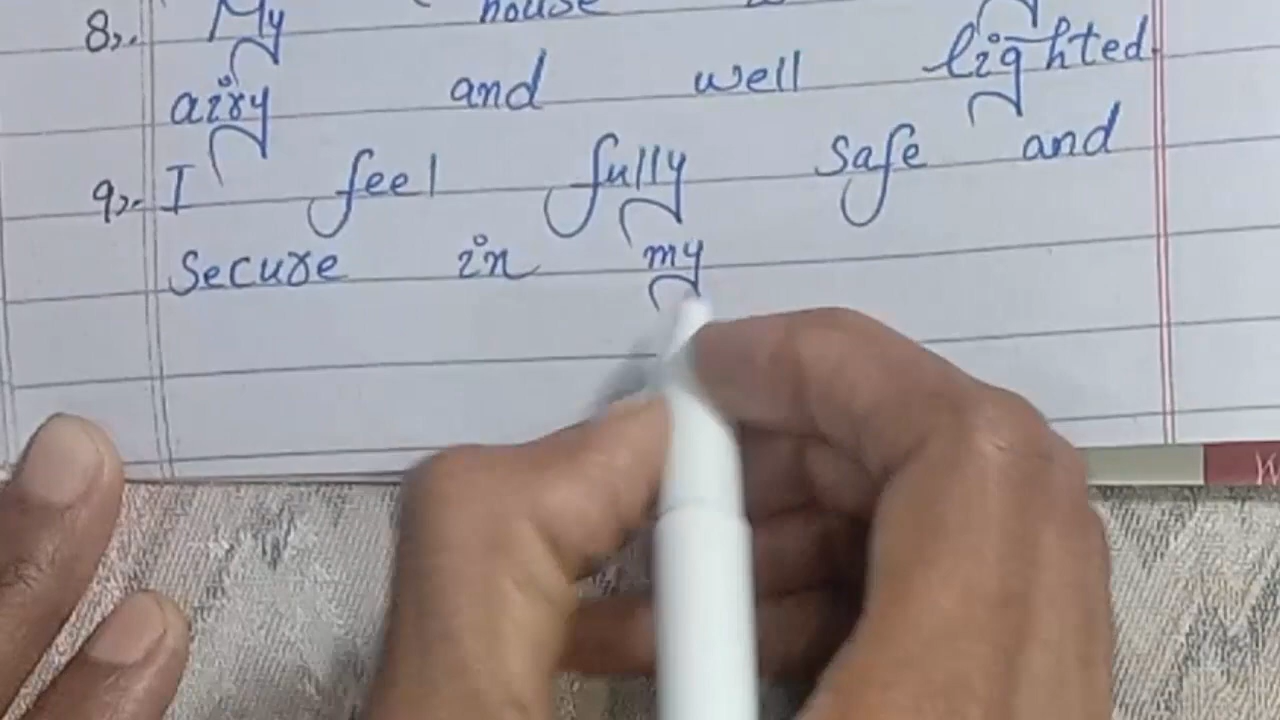 8). My house
airy and well lighted
9). I feel fully safe and
Secure in my